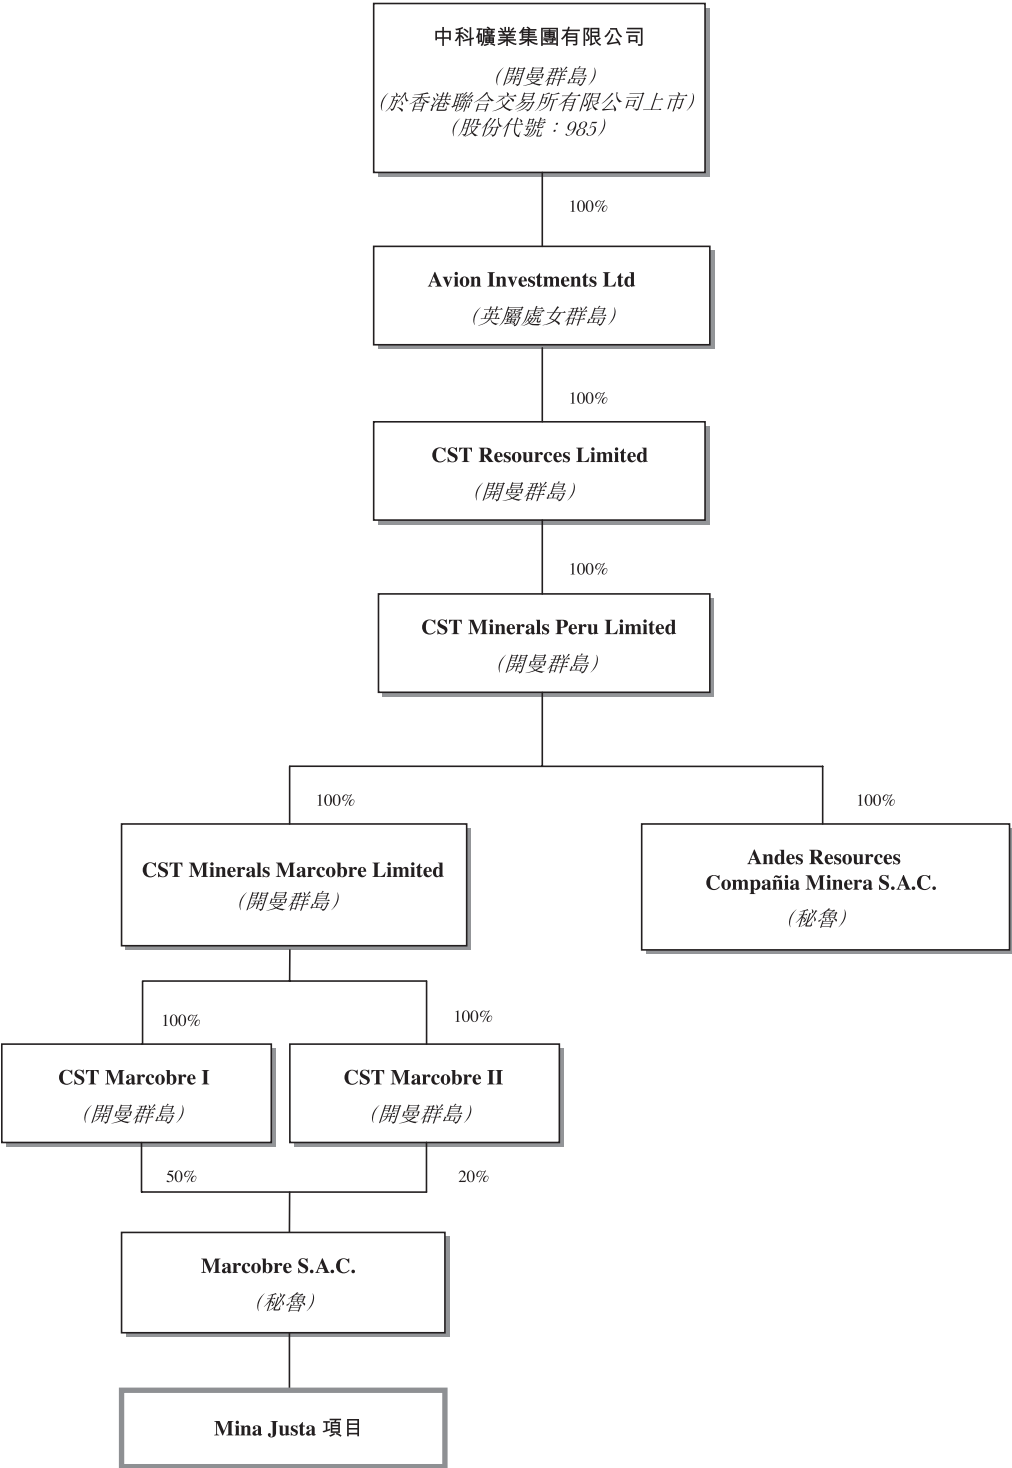 中科礦業集團有限公司
（開曼群島）
（於香港聯合交易所有限公司上市）
（股份代號：985）
100%
Avion Investments Ltd
（英屬處女群島）
100%
CST Resources Limited
（開曼群島）
100%
CST Minerals Peru Limited
（開曼群島）
100%
100%
CST Minerals Marcobre Limited
（開曼群島）
Andes Resources
Compañia Minera S.A.C.
（秘魯）
100%
100%
CST Marcobre I
（開曼群島）
CST Marcobre II
（開曼群島）
50%
20%
Marcobre S.A.C.
（秘魯）
Mina Justa 項目